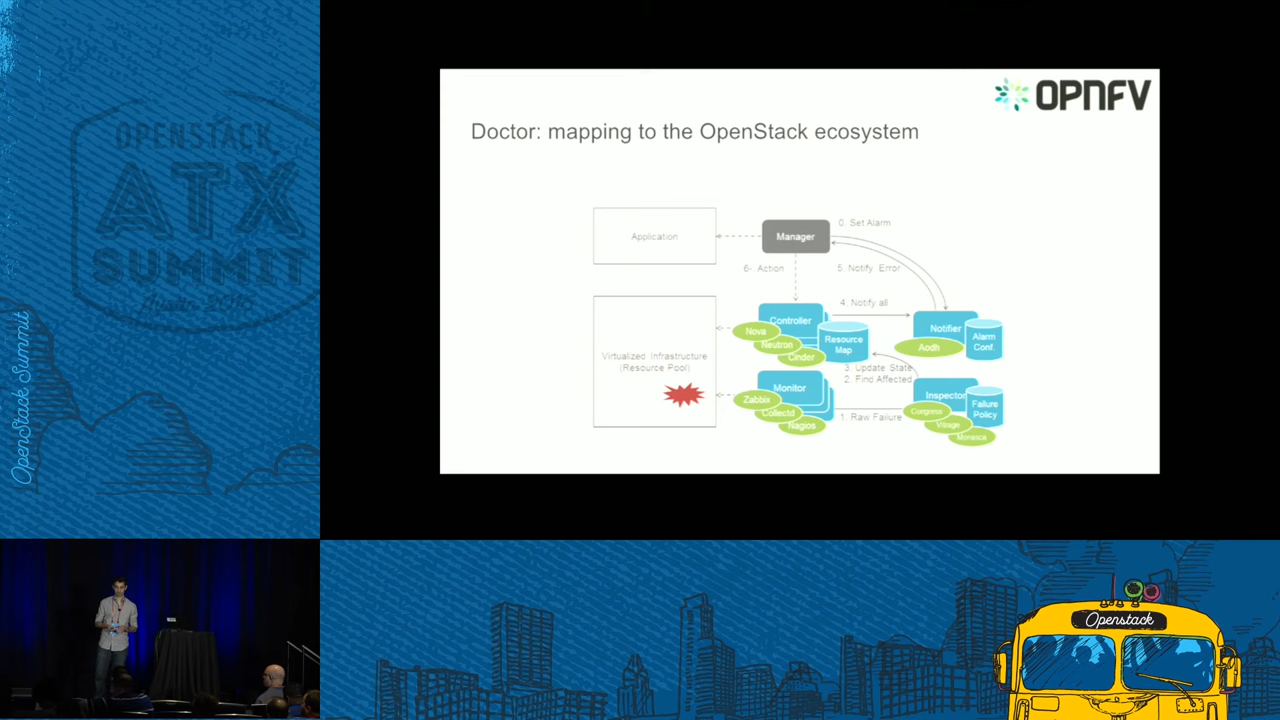 OPENSTACK
ATX
SUMMIT
Austin
OpenStack Summit
OPNFV
Doctor: mapping to the OpenStack ecosystem
Application
Manager
0. Set Alarm
6-. Action
5. Notify Error
4. Notify all
Controller
Nova
Neutron
Cinder
Resource
Map
Notifier
Aodh
Alarm
Conf.
Virtualized Infrastructure
(Resource Pool)
3. Update State
2. Find Affected
Monitor
Zabbix
Collectd
Nagios
1. Raw Failure
Inspector
Congress
Vitrage
Monasca
Failure
Policy
Openstack